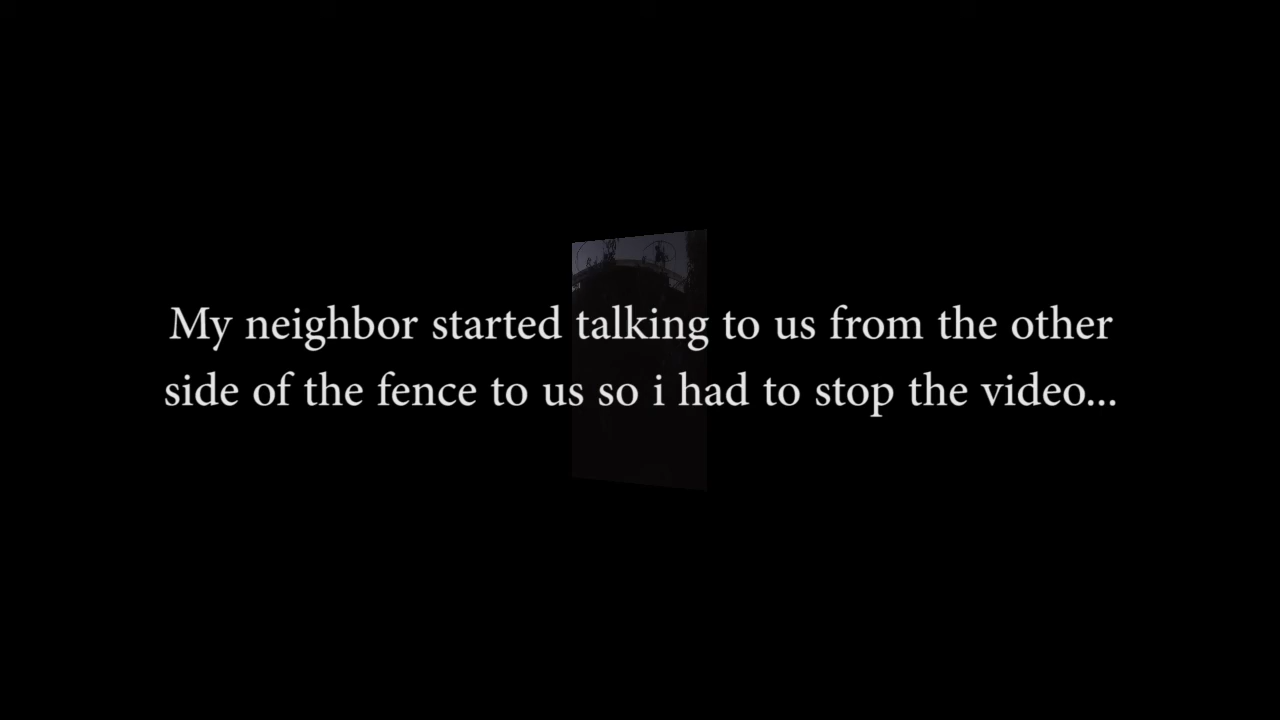 My neighbor started talking to us from the other
side of the fence to us so i had to stop the video...